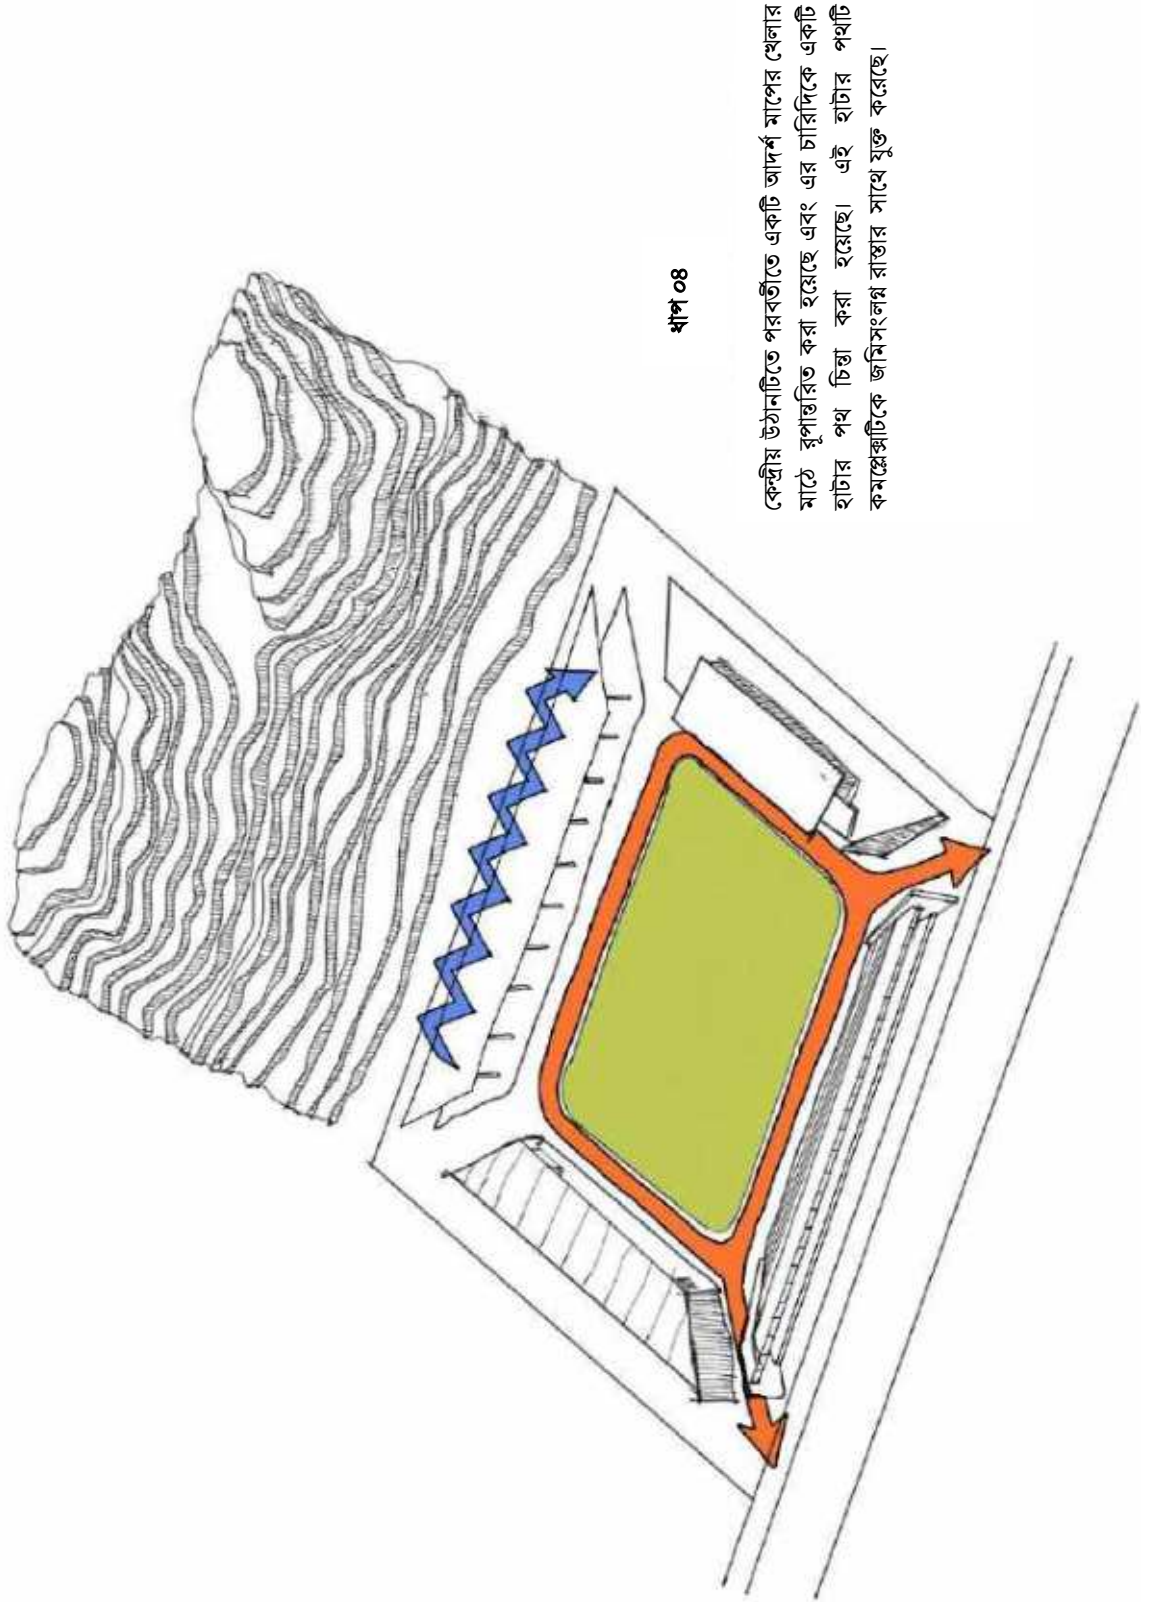 ধাপ ০৪
কেন্দ্রীয় উঠানটিতে পরবর্তীতে একটি আদর্শ মাপের খেলার
মাঠে রূপান্তরিত করা হয়েছে এবং এর চারিদিকে একটি
হাটার পথ চিন্তা করা হয়েছে। এই হাটার পথটি
কমপ্লেক্সটিকে জমিসংলগ্ন রাস্তার সাথে যুক্ত করেছে।